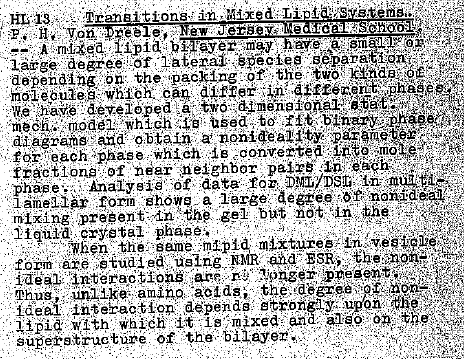 HL 13   Transitions in Mixed Lipid Systems.
P. H. Von Dreele, New Jersey Medical School
-- A mixed lipid bilayer may have a small or
large degree of lateral species separation
depending on the packing of the two kinds of
molecules which can differ in different phases.
We have developed a two dimensional stat.
mech. model which is used to fit binary phase
diagrams and obtain a nonideality parameter
for each phase which is converted into mole
fractions of near neighbor pairs in each
phase.  Analysis of data for DML/DSL in multi-
lamellar form shows a large degree of nonideal
mixing present in the gel but not in the
liquid crystal phase.
When the same mipid mixtures in vesicle
form are studied using NMR and ESR, the non-
ideal interactions are no longer present.
Thus, unlike amino acids, the degree of non-
ideal interaction depends strongly upon the
lipid with which it is mixed and also on the
superstructure of the bilayer.